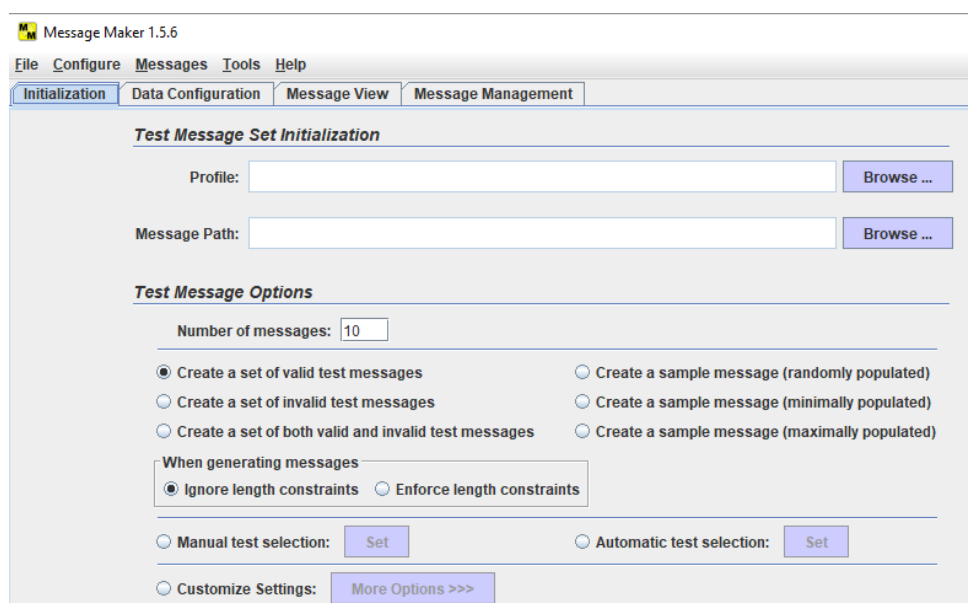 MM Message Maker 1.5.6
File Configure Messages Tools Help
Initialization Data Configuration Message View Message Management
Test Message Set Initialization
Profile: Browse ...
Message Path: Browse ...
Test Message Options
Number of messages: 10
Create a set of valid test messages Create a sample message (randomly populated)
Create a set of invalid test messages Create a sample message (minimally populated)
Create a set of both valid and invalid test messages Create a sample message (maximally populated)
When generating messages
Ignore length constraints Enforce length constraints
Manual test selection: Set Automatic test selection: Set
Customize Settings: More Options >>>